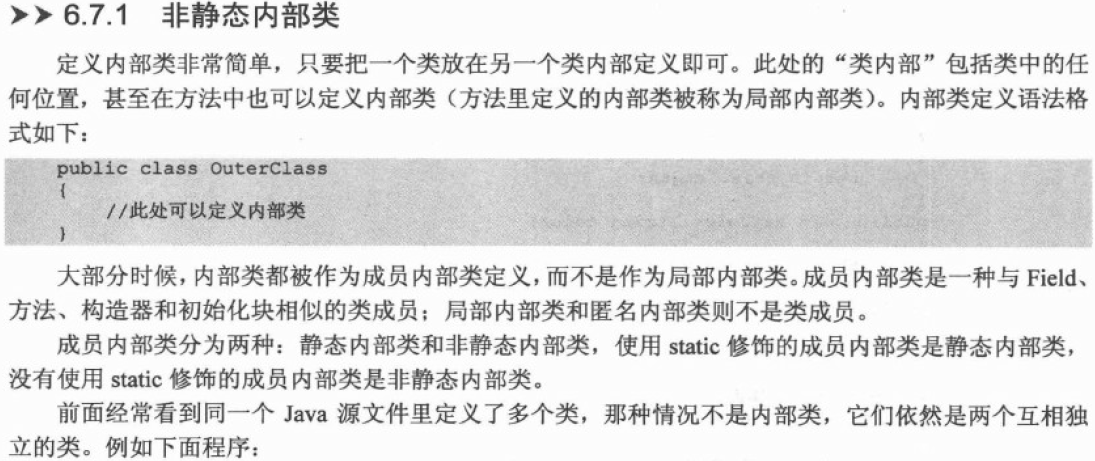 ➤➤ 6.7.1 非静态内部类
定义内部类非常简单，只要把一个类放在另一个类内部定义即可。此处的“类内部”包括类中的任
何位置，甚至在方法中也可以定义内部类（方法里定义的内部类被称为局部内部类）。内部类定义语法格
式如下：
public class OuterClass
{
//此处可以定义内部类
}
大部分时候，内部类都被作为成员内部类定义，而不是作为局部内部类。成员内部类是一种与 Field、
方法、构造器和初始化块相似的类成员；局部内部类和匿名内部类则不是类成员。
成员内部类分为两种：静态内部类和非静态内部类，使用 static 修饰的成员内部类是静态内部类，
没有使用 static 修饰的成员内部类是非静态内部类。
前面经常看到同一个 Java 源文件里定义了多个类，那种情况不是内部类，它们依然是两个互相独
立的类。例如下面程序：